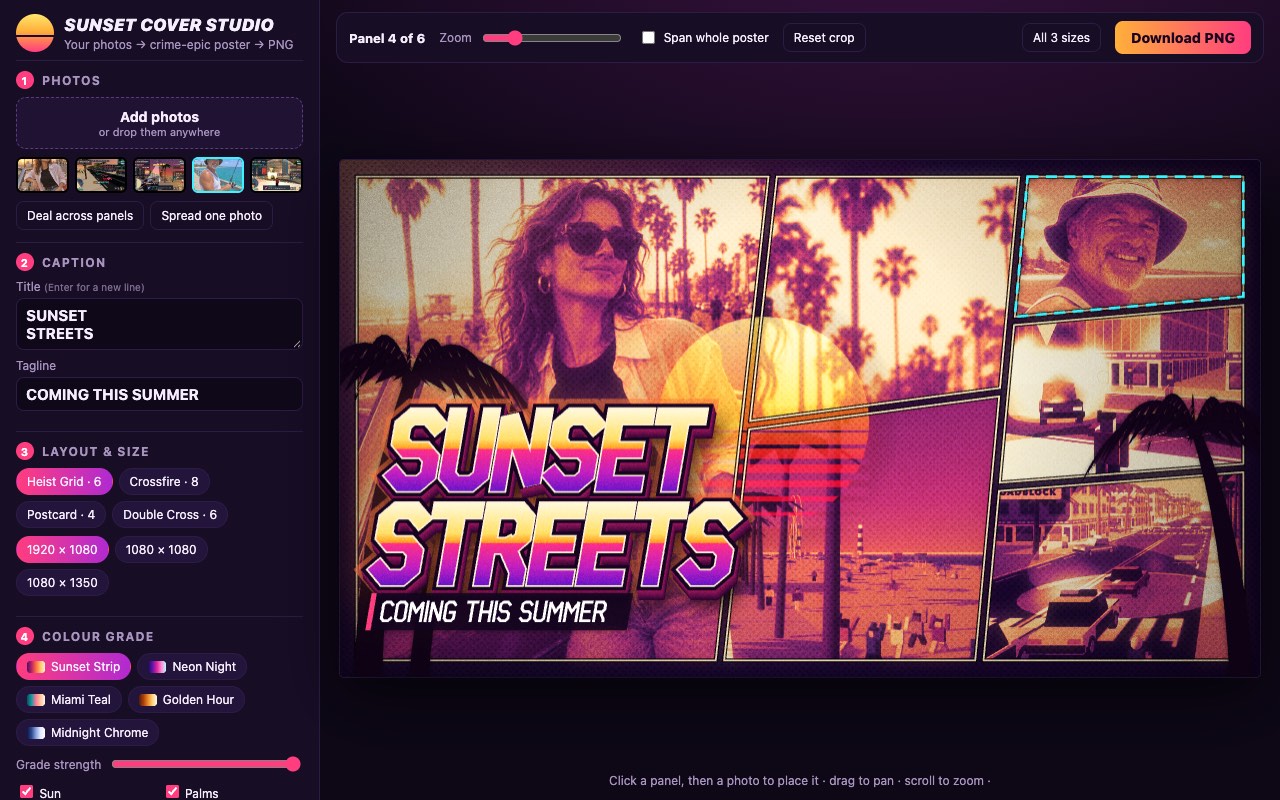 SUNSET COVER STUDIO
Your photos → crime-epic poster → PNG
1 PHOTOS
Add photos
or drop them anywhere
Deal across panels
Spread one photo
2 CAPTION
Title (Enter for a new line)
SUNSET
STREETS
Tagline
COMING THIS SUMMER
3 LAYOUT & SIZE
Heist Grid · 6
Crossfire · 8
Postcard · 4
Double Cross · 6
1920 × 1080
1080 × 1080
1080 × 1350
4 COLOUR GRADE
Sunset Strip
Neon Night
Miami Teal
Golden Hour
Midnight Chrome
Grade strength
Sun
Palms
Panel 4 of 6
Zoom
Span whole poster
Reset crop
All 3 sizes
Download PNG
SUNSET
STREETS
COMING THIS SUMMER
Click a panel, then a photo to place it · drag to pan · scroll to zoom ·